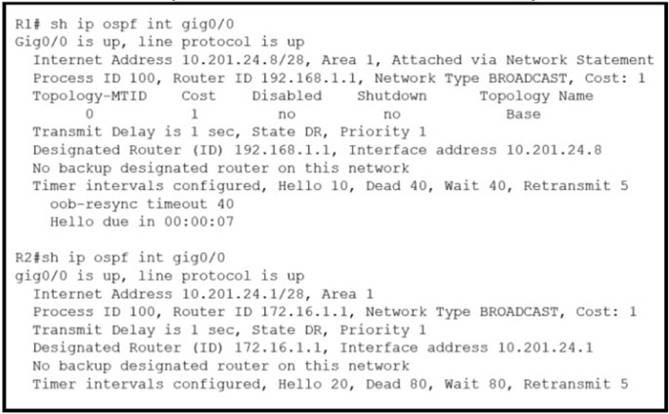 R1# sh ip ospf int gig0/0
Gig0/0 is up, line protocol is up
Internet Address 10.201.24.8/28, Area 1, Attached via Network Statement
Process ID 100, Router ID 192.168.1.1, Network Type BROADCAST, Cost: 1
Topology-MTID Cost Disabled Shutdown Topology Name
0 1 no no Base
Transmit Delay is 1 sec, State DR, Priority 1
Designated Router (ID) 192.168.1.1, Interface address 10.201.24.8
No backup designated router on this network
Timer intervals configured, Hello 10, Dead 40, Wait 40, Retransmit 5
oob-resync timeout 40
Hello due in 00:00:07
R2#sh ip ospf int gig0/0
gig0/0 is up, line protocol is up
Internet Address 10.201.24.1/28, Area 1
Process ID 100, Router ID 172.16.1.1, Network Type BROADCAST, Cost: 1
Transmit Delay is 1 sec, State DR, Priority 1
Designated Router (ID) 172.16.1.1, Interface address 10.201.24.1
No backup designated router on this network
Timer intervals configured, Hello 20, Dead 80, Wait 80, Retransmit 5